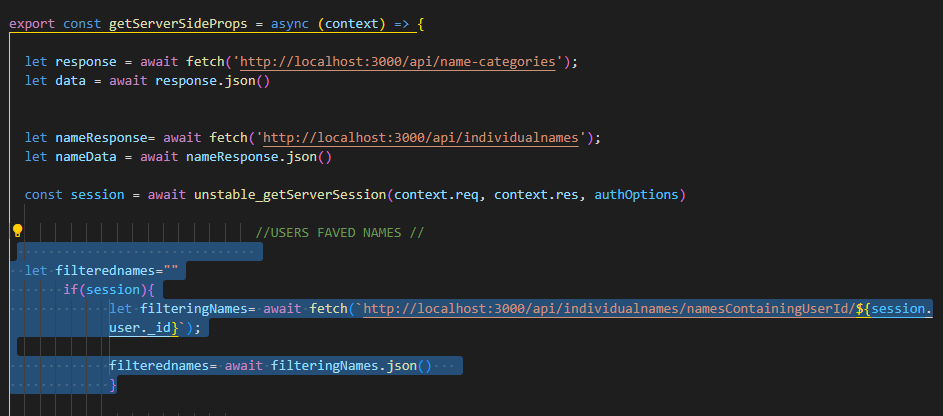 export const getServerSideProps = async (context) => {
let response = await fetch('http://localhost:3000/api/name-categories');
let data = await response.json()
let nameResponse= await fetch('http://localhost:3000/api/individualnames');
let nameData = await nameResponse.json()
const session = await unstable_getServerSession(context.req, context.res, authOptions)
//USERS FAVED NAMES //
let filterednames=""
if(session){
let filteringNames= await fetch(`http://localhost:3000/api/individualnames/namesContainingUserId/${session.
user._id}`);
filterednames= await filteringNames.json()
}